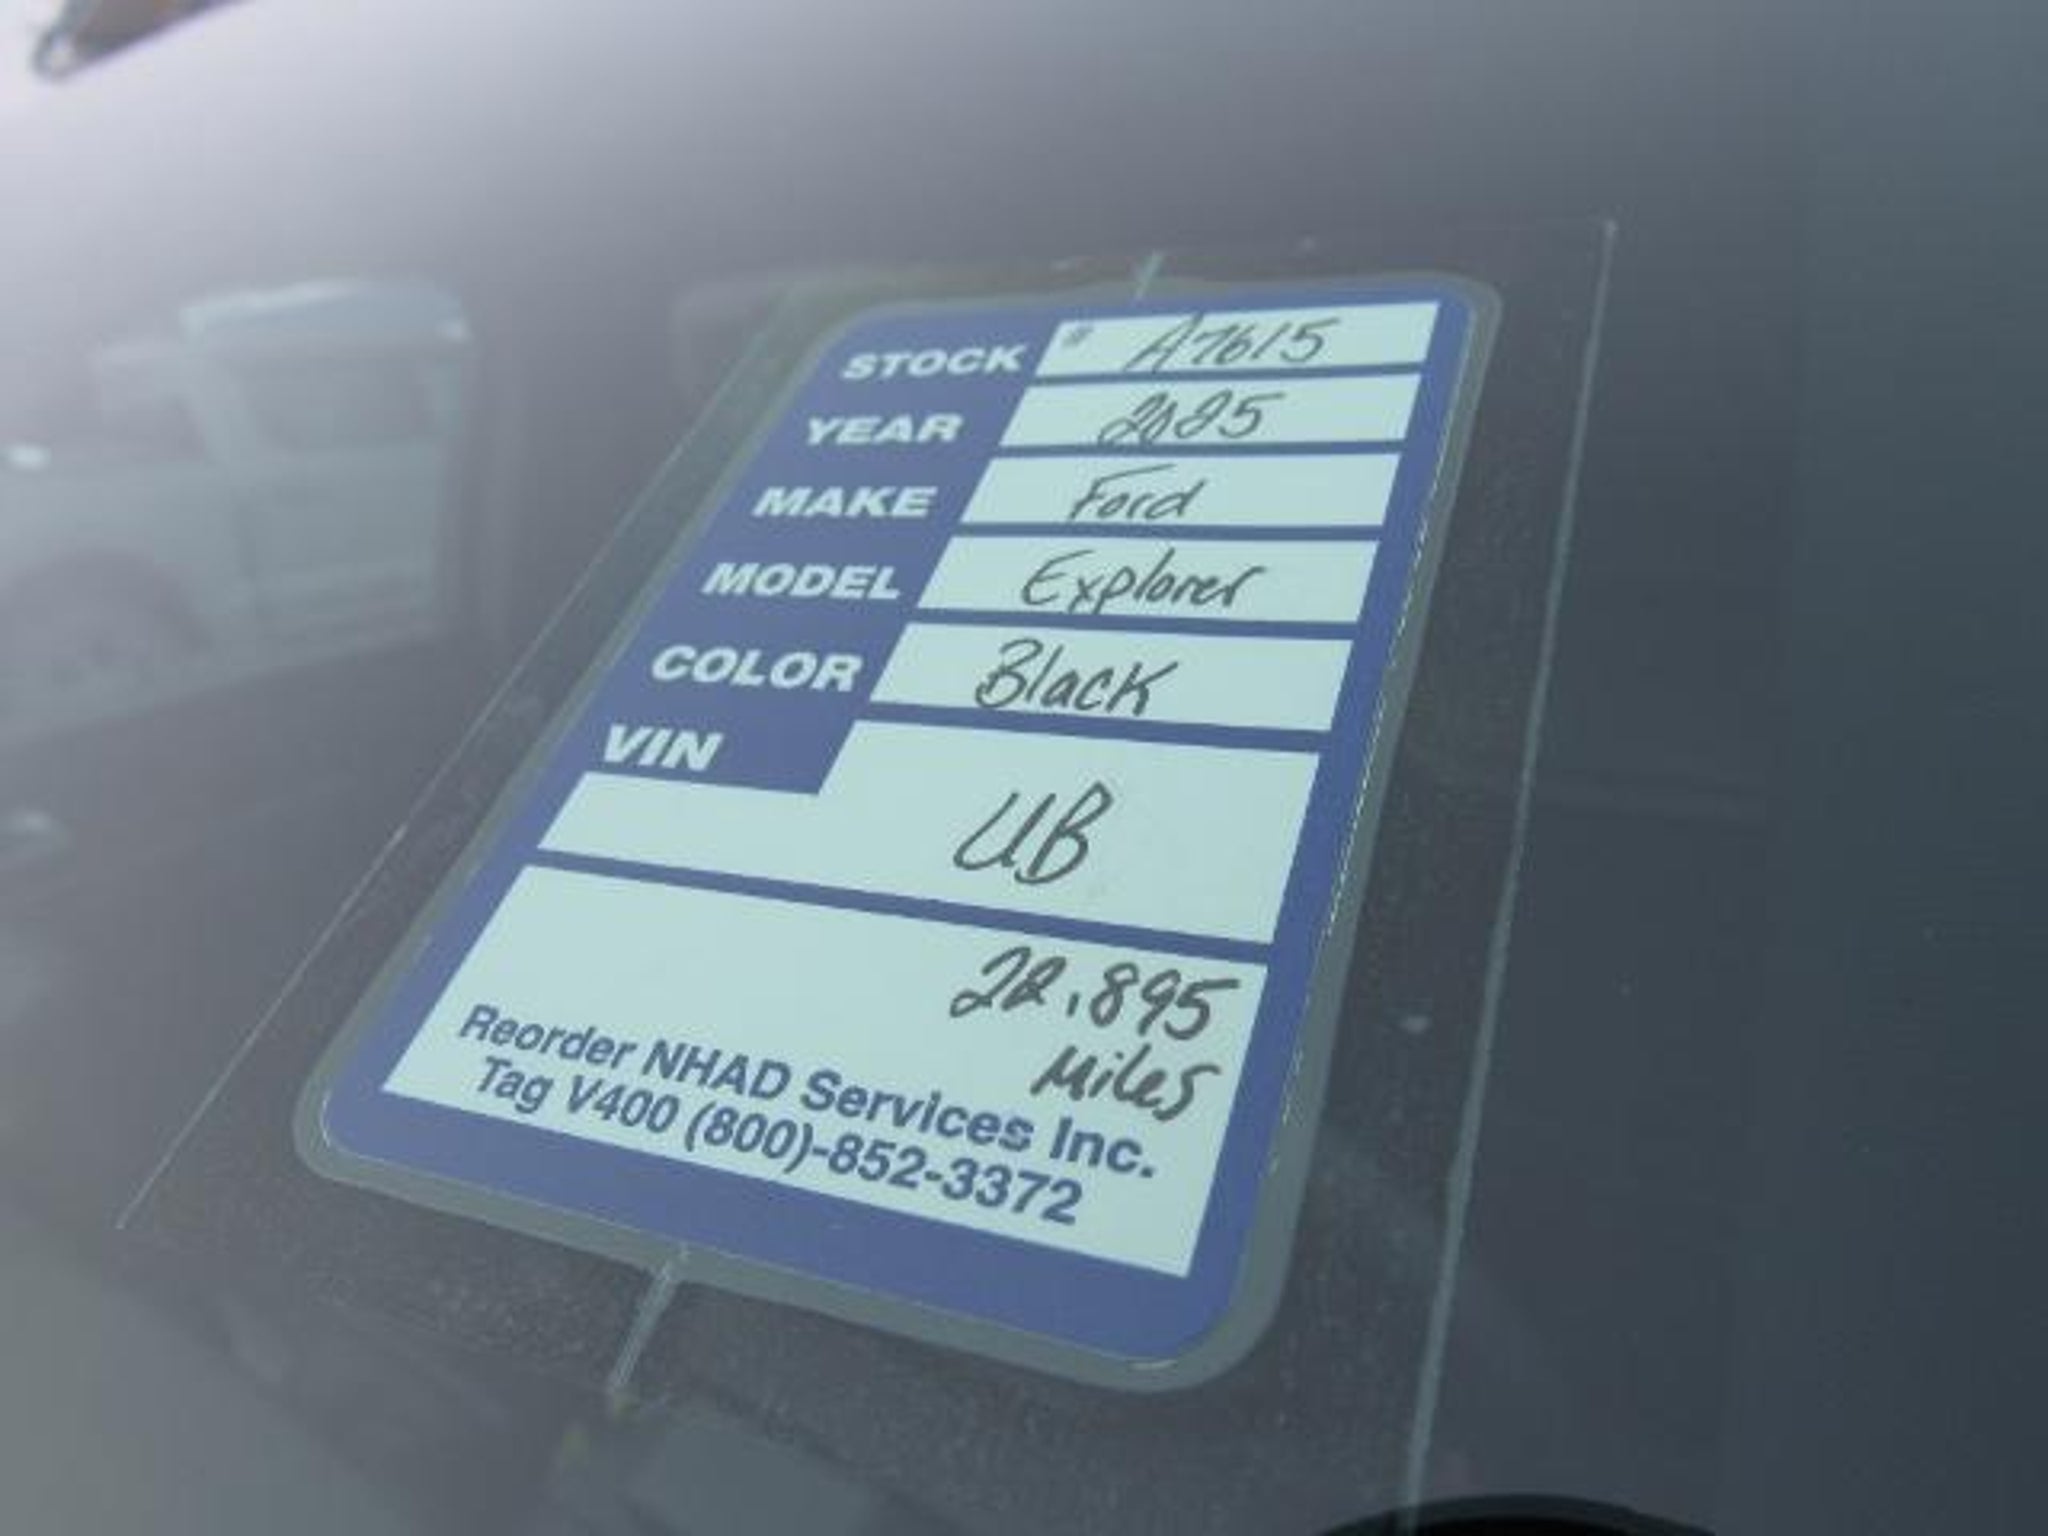 STOCK # A7615
YEAR 2025
MAKE Ford
MODEL Explorer
COLOR Black
VIN UB
22,895
Miles
Reorder NHAD Services Inc.
Tag V400 (800)-852-3372